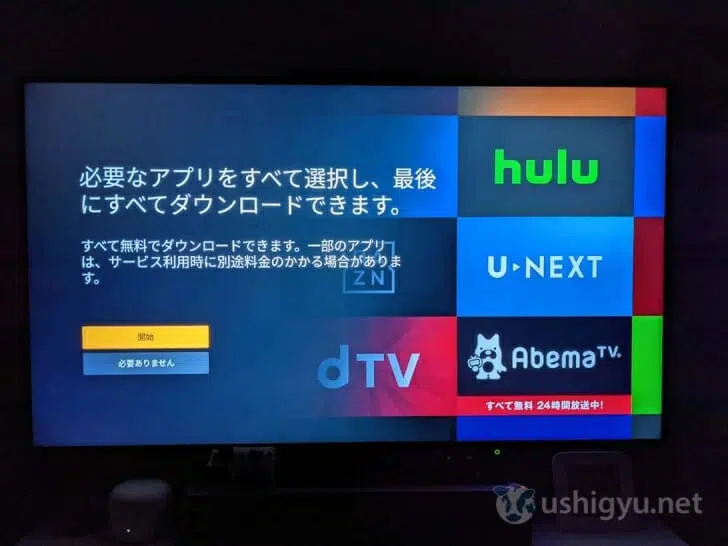 必要なアプリをすべて選択し、最後
にすべてダウンロードできます。
すべて無料でダウンロードできます。一部のアプリ
は、サービス利用時に別途料金のかかる場合がありま
す。
開始
必要ありません
hulu
ZN
U-NEXT
dTV
AbemaTV
すべて無料 24時間放送中!
ushigyu.net